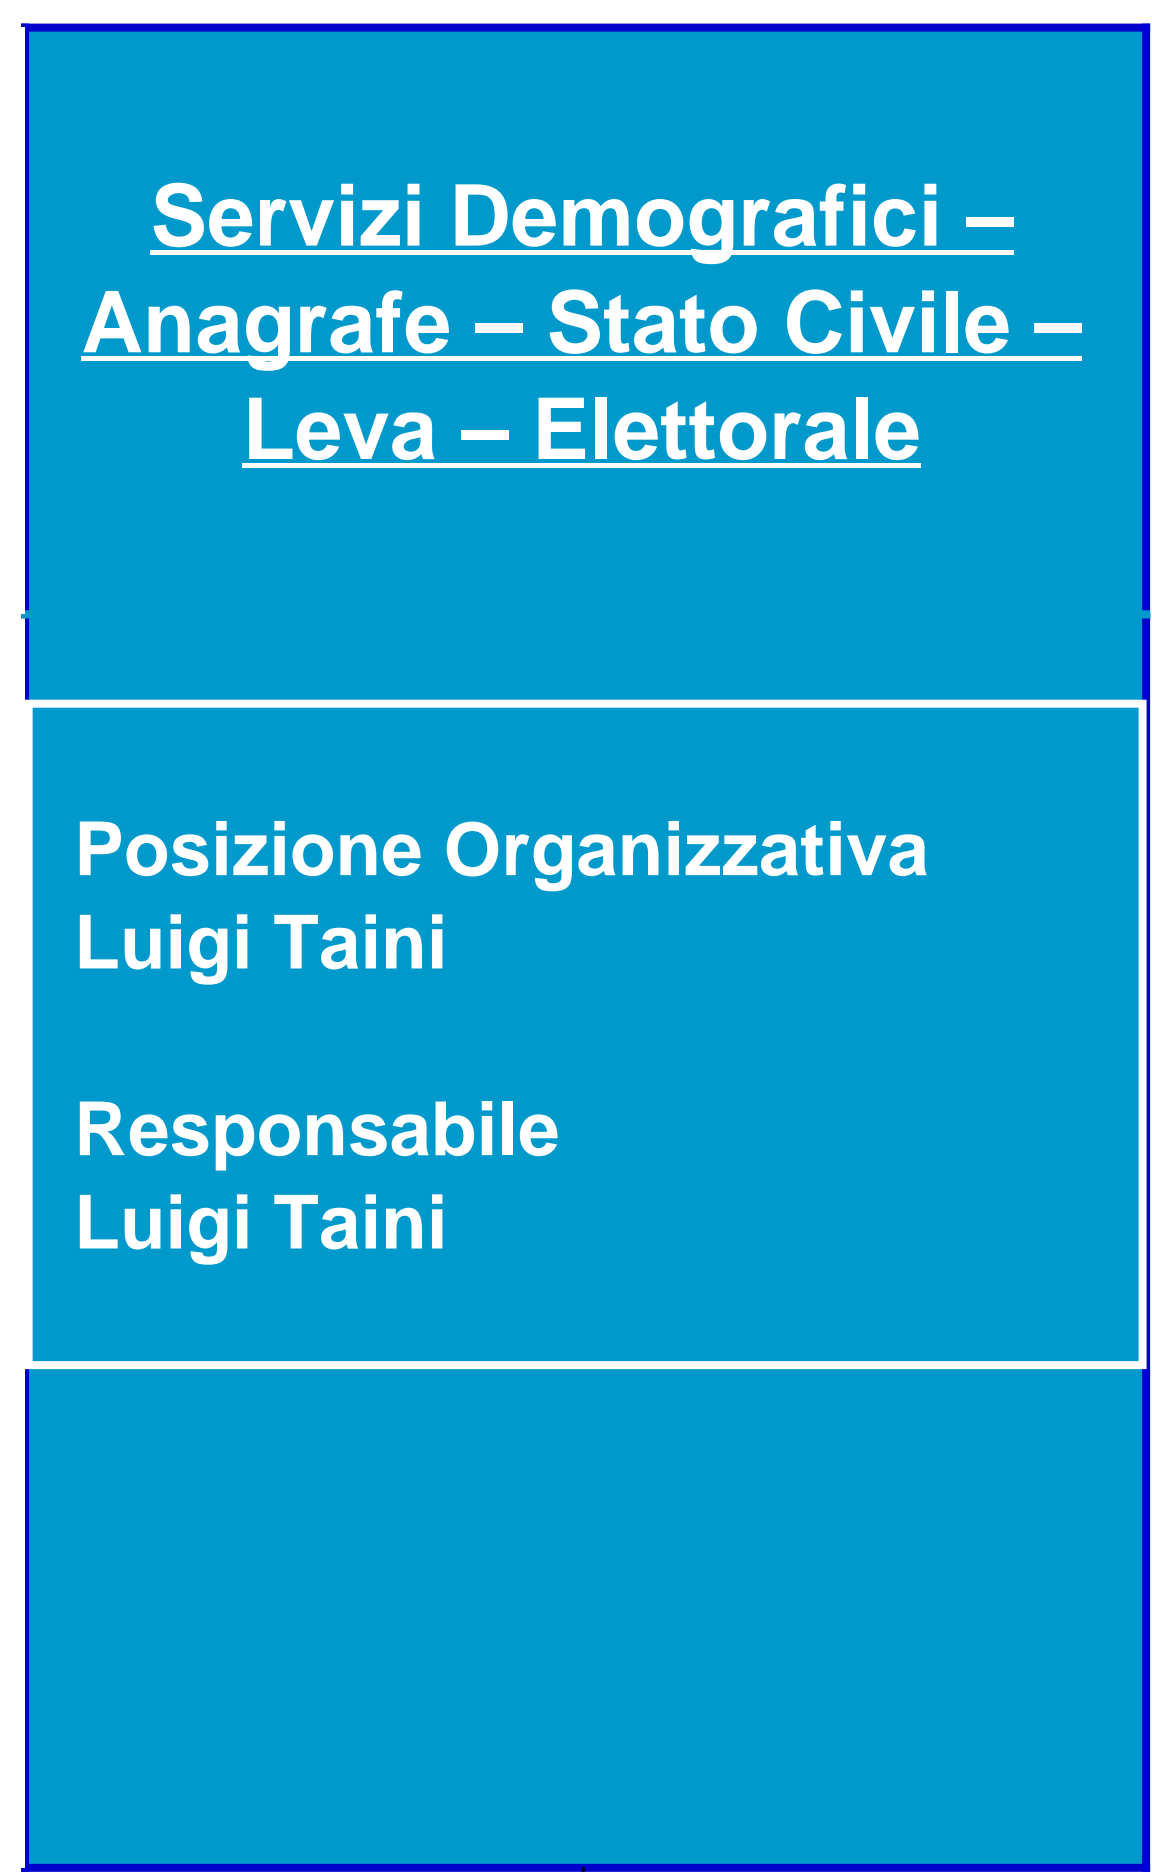 Servizi Demografici –
Anagrafe – Stato Civile –
Leva – Elettorale
Posizione Organizzativa
Luigi Taini
Responsabile
Luigi Taini